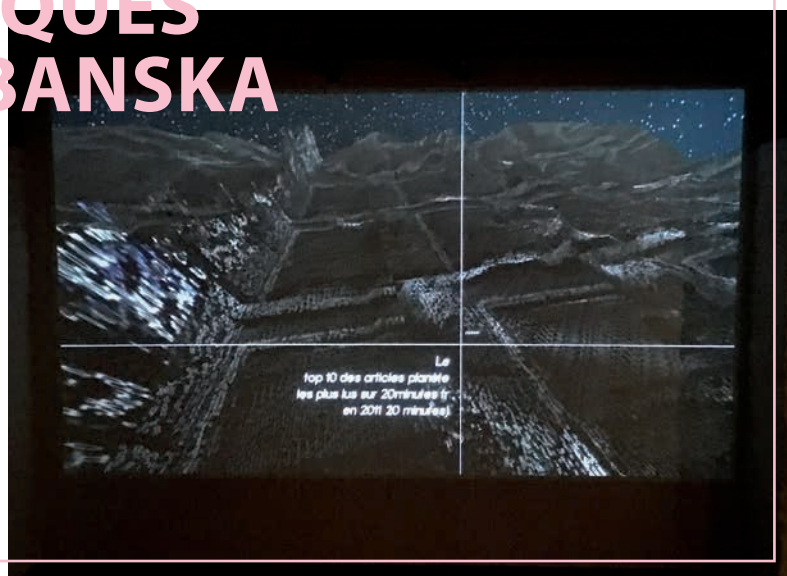 QUES
BANSKA
Le
top 10 des articles planète
les plus lus sur 20minutes.fr
en 2011 20 minutes)